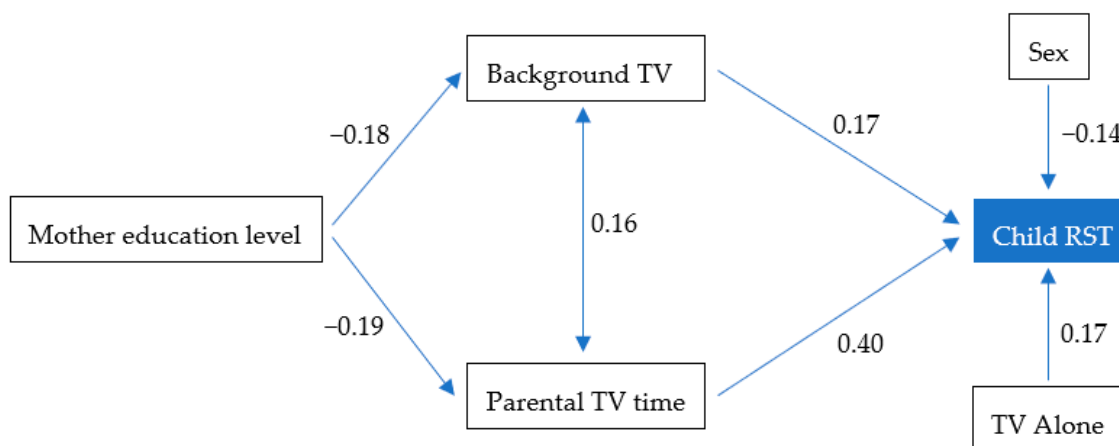 Sex
Background TV
−0.18
0.17
−0.14
Mother education level
0.16
Child RST
−0.19
0.40
0.17
Parental TV time
TV Alone